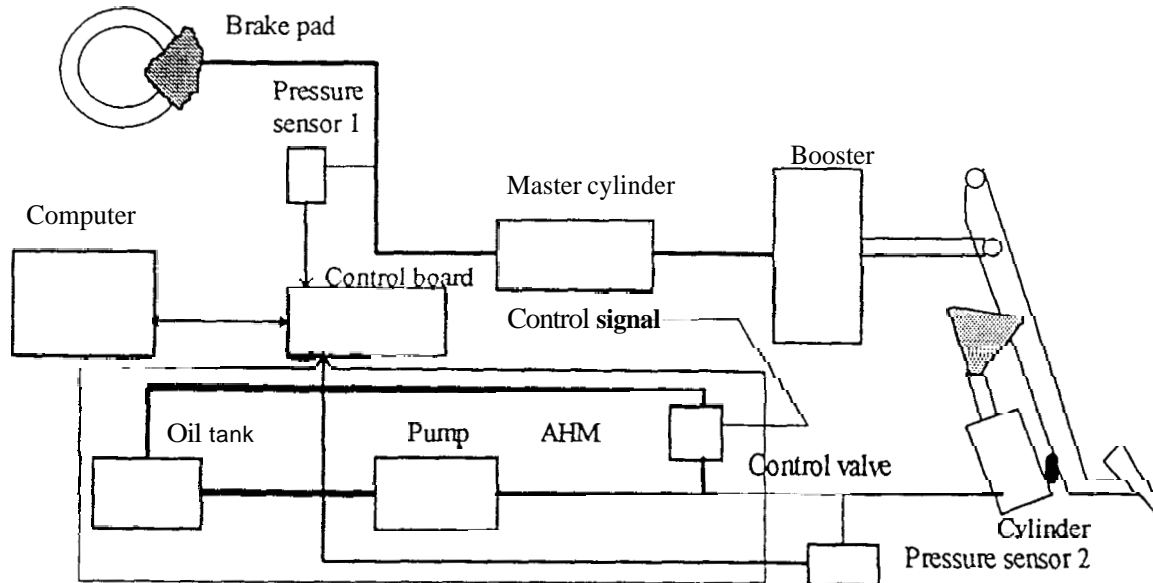 Brake pad
Pressure
sensor 1
Booster
Master cylinder
Computer
Control board
Control signal
Oil tank
Pump
AHM
Control valve
Cylinder
Pressure sensor 2